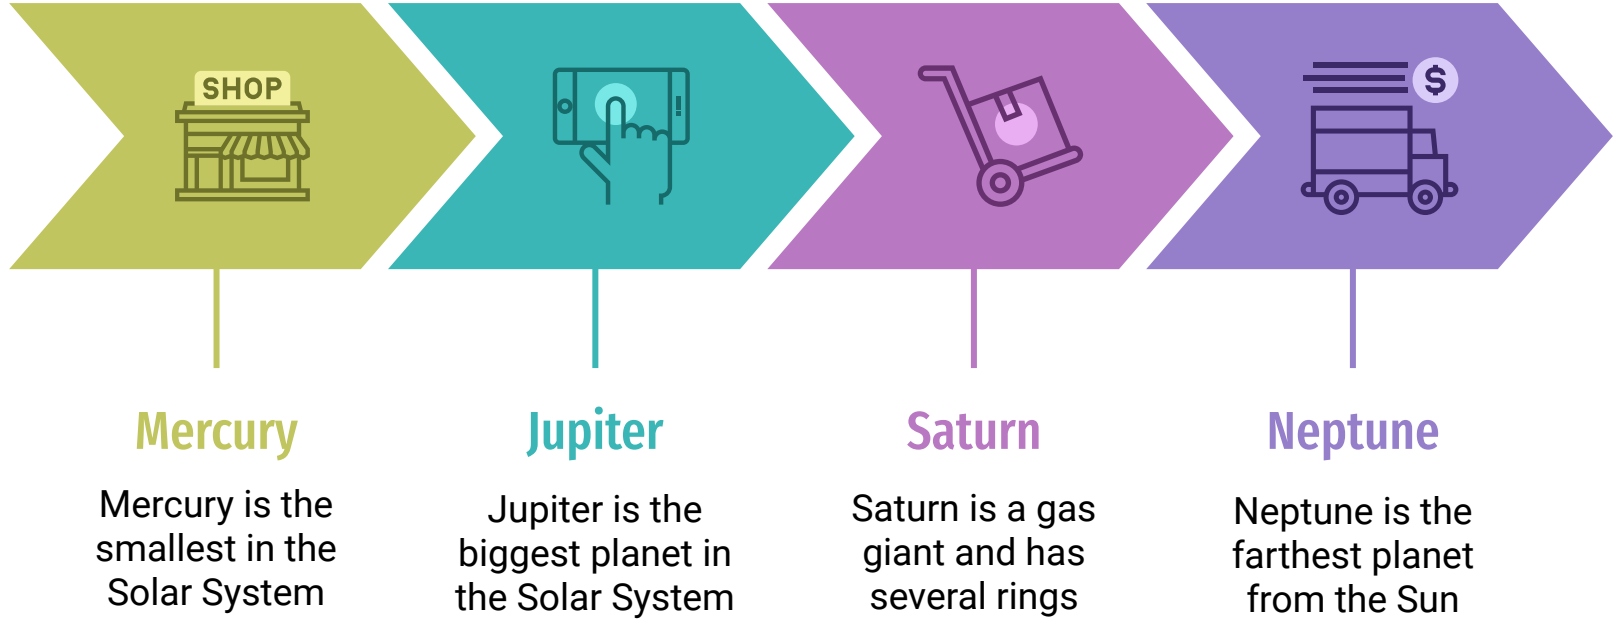 SHOP
$
Mercury
Mercury is the
smallest in the
Solar System
Jupiter
Jupiter is the
biggest planet in
the Solar System
Saturn
Saturn is a gas
giant and has
several rings
Neptune
Neptune is the
farthest planet
from the Sun